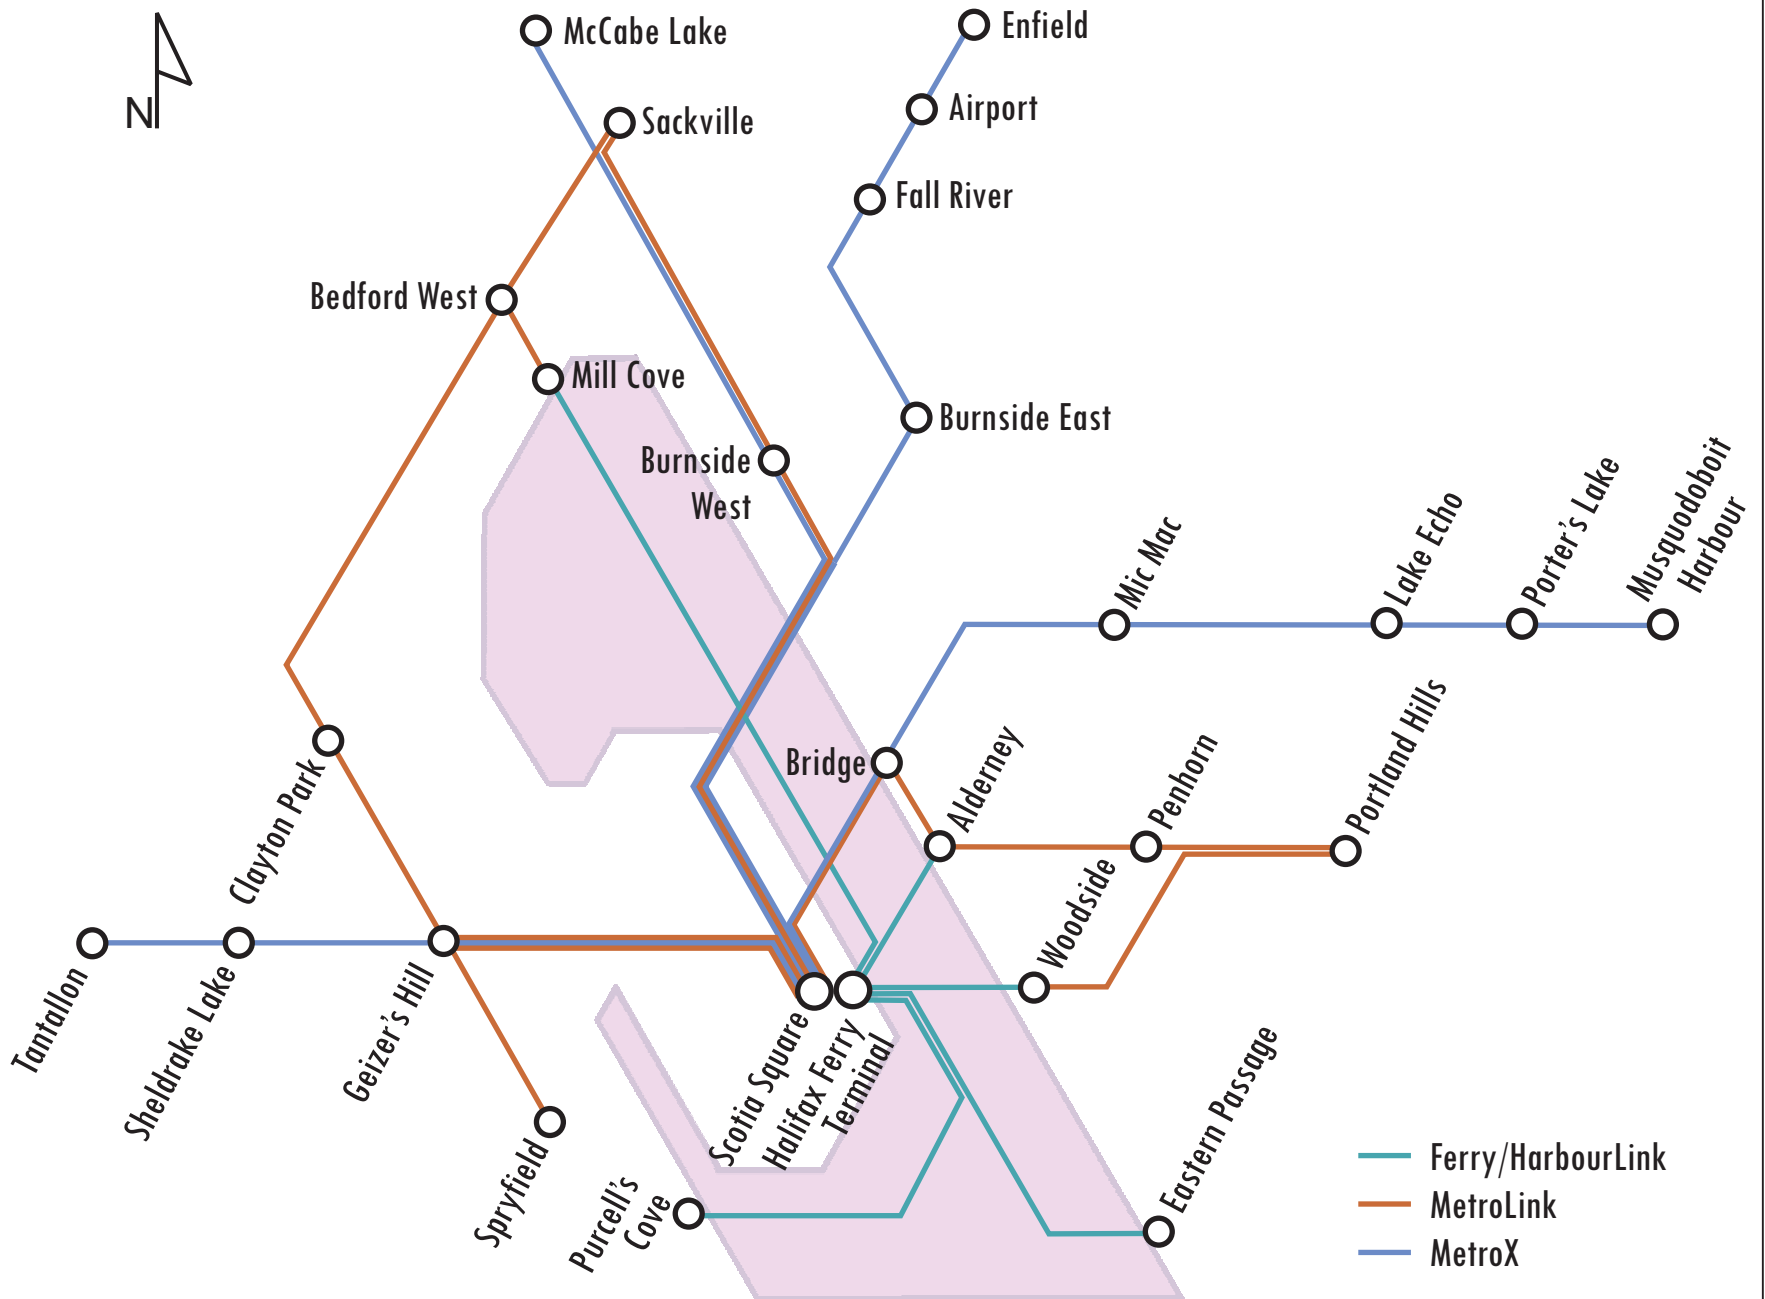 McCabe Lake
Enfield
N
Airport
Sackville
Fall River
Bedford West
Mill Cove
Burnside East
Burnside
West
Mic Mac
Lake Echo
Porter's Lake
Musquodoboit
Harbour
Bridge
Alderney
Penhorn
Portland Hills
Clayton Park
Woodside
Tantallon
Sheldrake Lake
Geizer's Hill
Scotia Square
Halifax Ferry
Terminal
Spryfield
Purcell's
Cove
Eastern Passage
Ferry/HarbourLink
MetroLink
MetroX